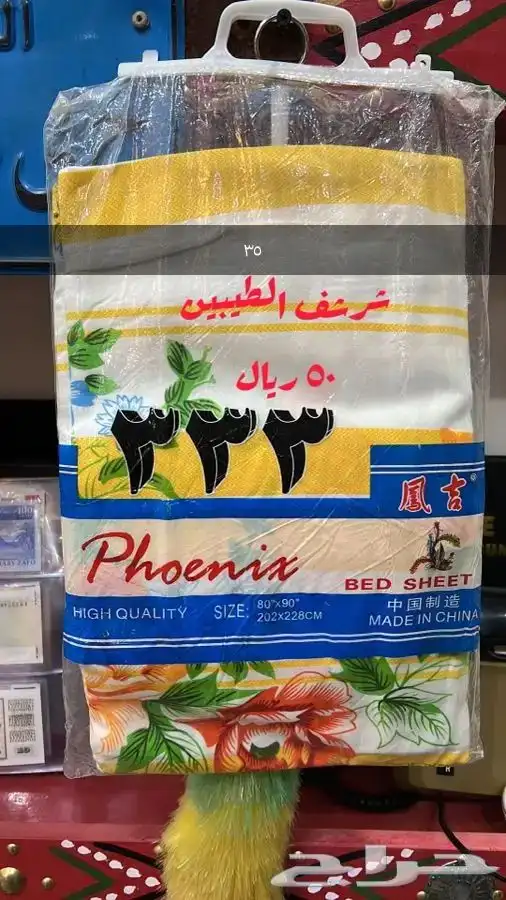 ٣٥
شرشف الطيبين
٥٠ ريال
٣٣٣
鳳吉
Phoenix
BED SHEET
HIGH QUALITY SIZE: 80"x90" 202x228CM
中国制造
MADE IN CHINA
حراج